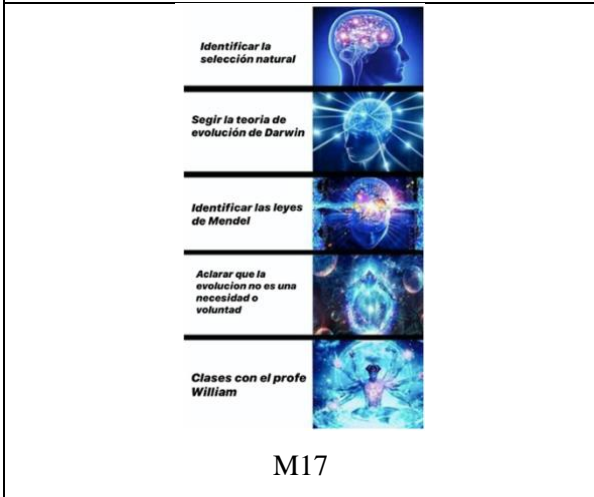 Identificar la
selección natural
Segir la teoria de
evolución de Darwin
Identificar las leyes
de Mendel
Aclarar que la
evolucion no es una
necesidad o
voluntad
Clases con el profe
William
M17